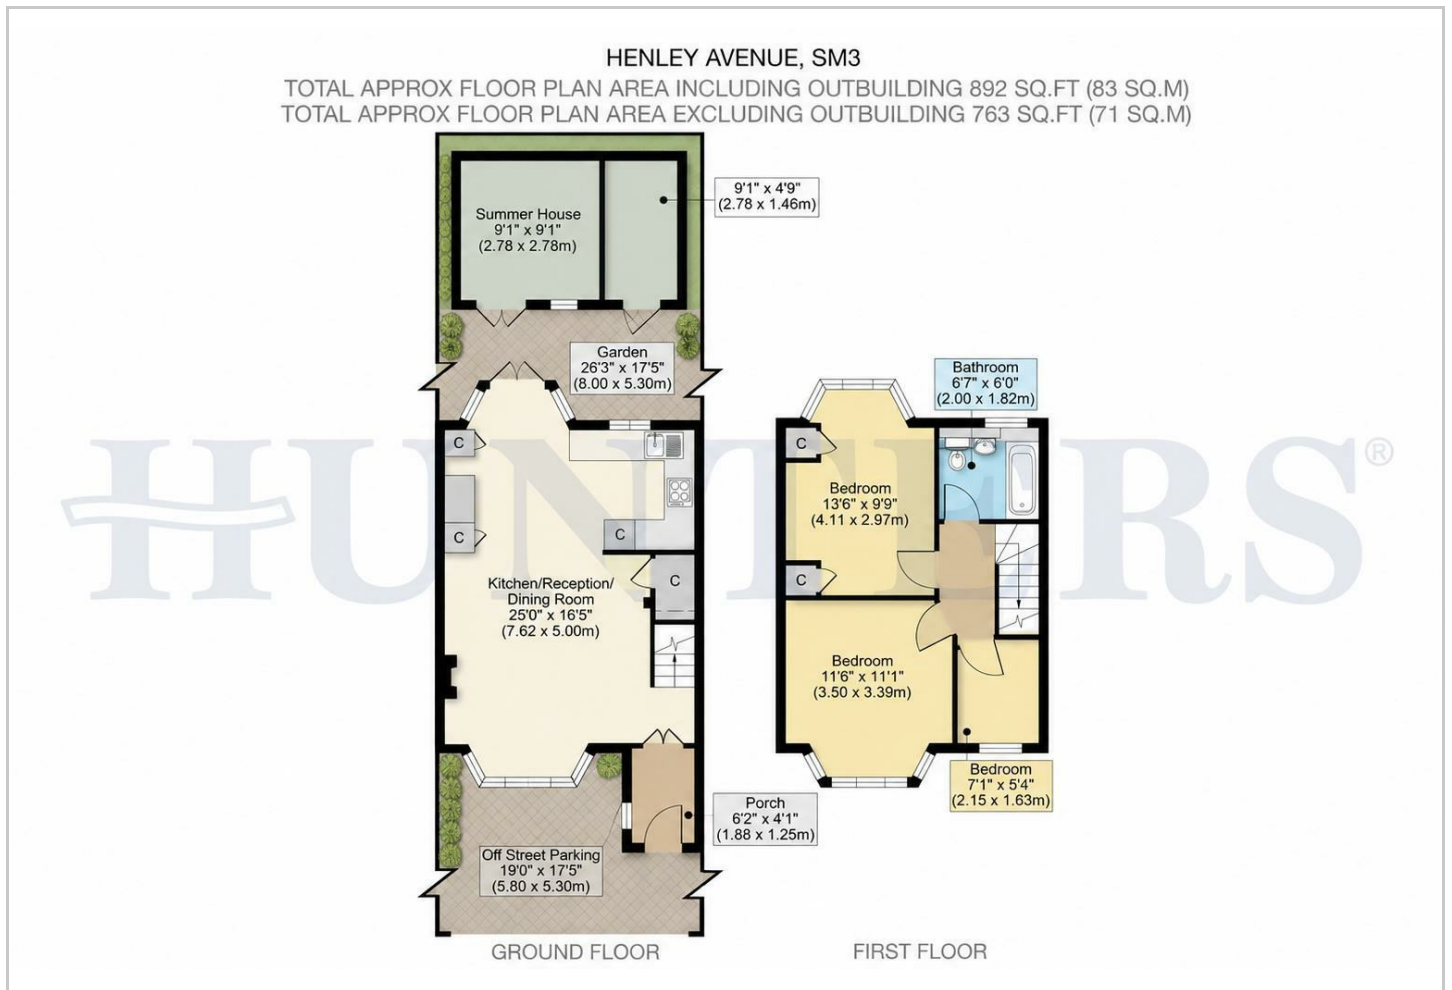 HENLEY AVENUE, SM3
TOTAL APPROX FLOOR PLAN AREA INCLUDING OUTBUILDING 892 SQ.FT (83 SQ.M)
TOTAL APPROX FLOOR PLAN AREA EXCLUDING OUTBUILDING 763 SQ.FT (71 SQ.M)
Summer House
9'1" x 9'1"
(2.78 x 2.78m)
9'1" x 4'9"
(2.78 x 1.46m)
Garden
26'3" x 17'5"
(8.00 x 5.30m)
C
C
C
C
Kitchen/Reception/
Dining Room
25'0" x 16'5"
(7.62 x 5.00m)
Porch
6'2" x 4'1"
(1.88 x 1.25m)
Off Street Parking
19'0" x 17'5"
(5.80 x 5.30m)
GROUND FLOOR
Bathroom
6'7" x 6'0"
(2.00 x 1.82m)
C
Bedroom
13'6" x 9'9"
(4.11 x 2.97m)
C
Bedroom
11'6" x 11'1"
(3.50 x 3.39m)
Bedroom
7'1" x 5'4"
(2.15 x 1.63m)
FIRST FLOOR
HUNTERS®